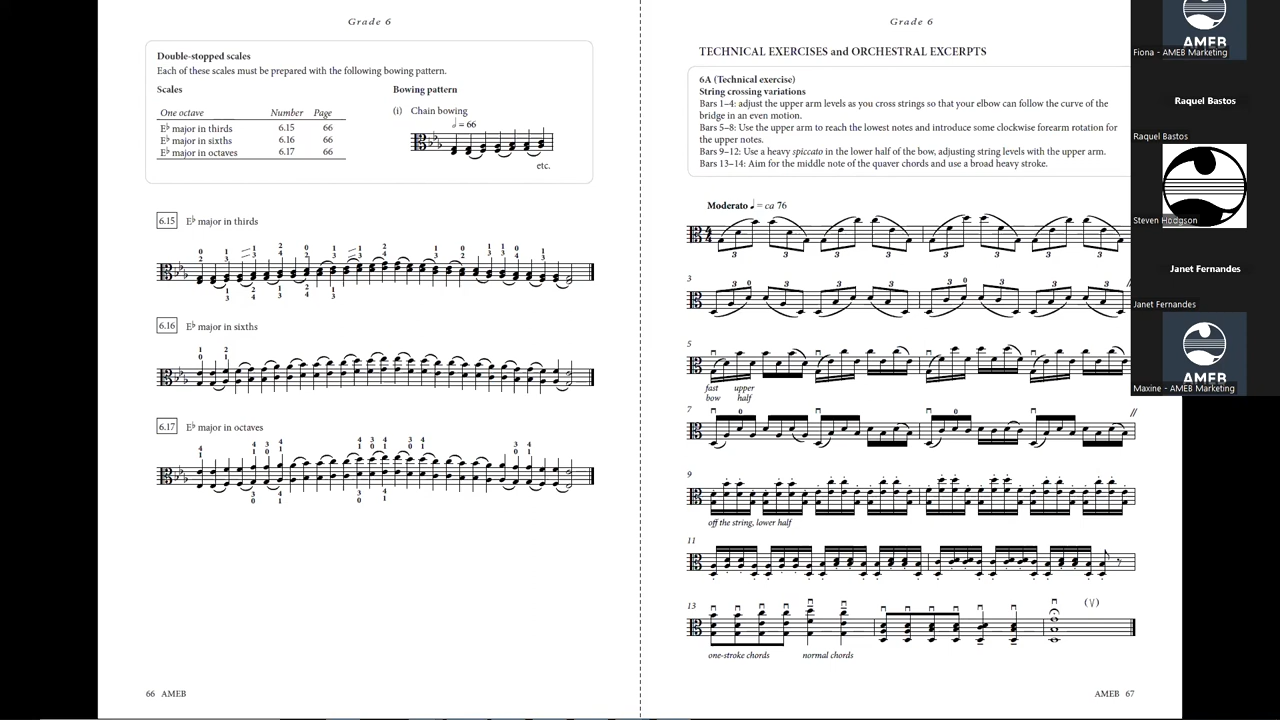 Grade 6
Double-stopped scales
Each of these scales must be prepared with the following bowing pattern.
Scales
One octave Number Page
E♭ major in thirds 6.15 66
E♭ major in sixths 6.16 66
E♭ major in octaves 6.17 66
Bowing pattern
(i) Chain bowing
= 66
etc.
6.15 E♭ major in thirds
6.16 E♭ major in sixths
6.17 E♭ major in octaves
66 AMEB
Grade 6
TECHNICAL EXERCISES and ORCHESTRAL EXCERPTS
6A (Technical exercise)
String crossing variations
Bars 1–4: adjust the upper arm levels as you cross strings so that your elbow can follow the curve of the
bridge in an even motion.
Bars 5–8: Use the upper arm to reach the lowest notes and introduce some clockwise forearm rotation for
the upper notes.
Bars 9–12: Use a heavy spiccato in the lower half of the bow, adjusting string levels with the upper arm.
Bars 13–14: Aim for the middle note of the quaver chords and use a broad heavy stroke.
Moderato ♩ = ca 76
3
5
fast upper
bow half
7
9
off the string, lower half
11
13
(V)
one-stroke chords normal chords
AMEB 67
AMEB
Fiona - AMEB Marketing
Raquel Bastos
Raquel Bastos
Steven Hodgson
Janet Fernandes
Janet Fernandes
AMEB
Maxine - AMEB Marketing